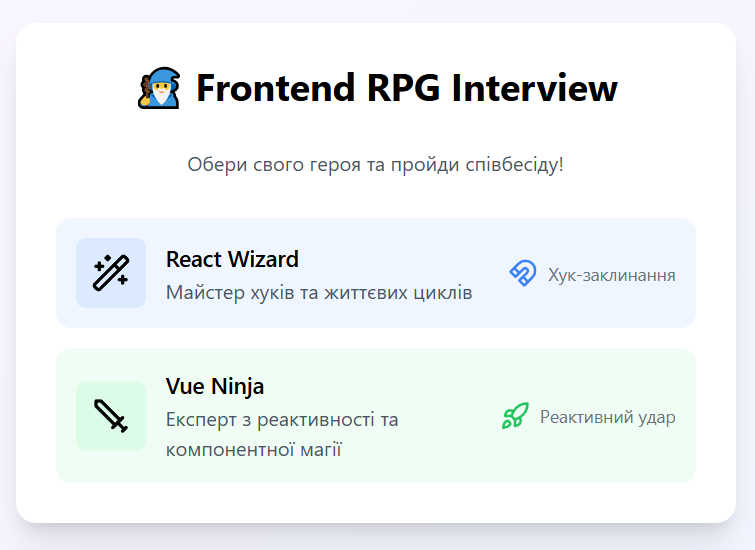 Frontend RPG Interview
Обери свого героя та пройди співбесіду!
React Wizard
Майстер хуків та життєвих циклів
Хук-заклинання
Vue Ninja
Експерт з реактивності та
компонентної магії
Реактивний удар